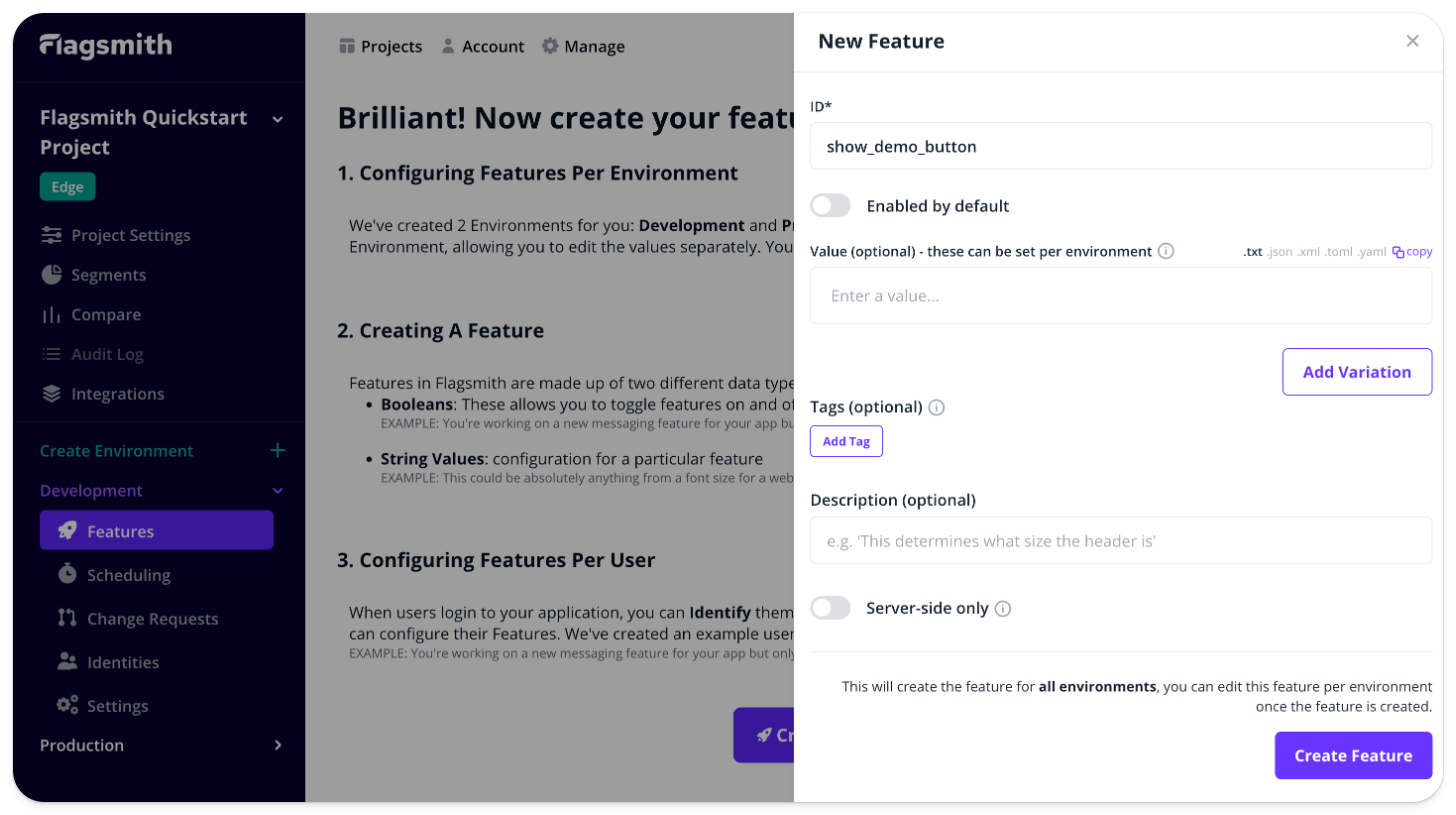 Flagsmith
Flagsmith Quickstart
Project
Edge
Project Settings
Segments
Compare
Audit Log
Integrations
Create Environment
Development
Features
Scheduling
Change Requests
Identities
Settings
Production
Projects Account Manage
Brilliant! Now create your featu
1. Configuring Features Per Environment
We've created 2 Environments for you: Development and P
Environment, allowing you to edit the values separately. You
2. Creating A Feature
Features in Flagsmith are made up of two different data type
• Booleans: These allows you to toggle features on and of
EXAMPLE: You're working on a new messaging feature for your app bu
• String Values: configuration for a particular feature
EXAMPLE: This could be absolutely anything from a font size for a web
3. Configuring Features Per User
When users login to your application, you can Identify them
can configure their Features. We've created an example user
EXAMPLE: You're working on a new messaging feature for your app but only
Cr
New Feature
ID*
show_demo_button
Enabled by default
Value (optional) - these can be set per environment .txt .json .xml .toml .yaml copy
Enter a value...
Add Variation
Tags (optional)
Add Tag
Description (optional)
e.g. 'This determines what size the header is'
Server-side only
This will create the feature for all environments, you can edit this feature per environment
once the feature is created.
Create Feature